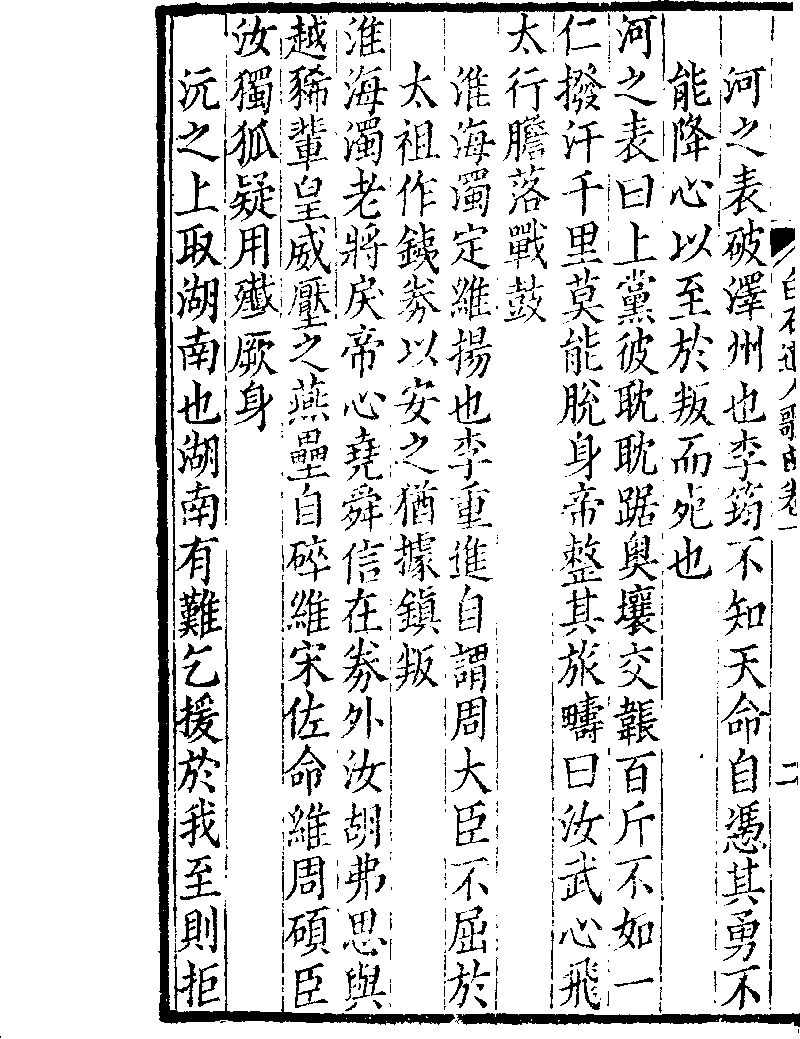 白石道人歌曲卷一
二
河之表破澤州也李筠不知天命自憑其勇不
能降心以至於叛而死也
河之表曰上黨彼耽耽踞奥壤交韔百斤不如一
仁撥汗千里莫能脫身帝整其旅疇曰汝武心飛
太行膽落戰鼓
淮海濁定維揚也李重進自謂周大臣不屈於
太祖作鐵券以安之猶據鎮叛
淮海濁老將戾帝心堯舜信在券外汝胡弗思與
越豨輩皇威壓之燕壘自碎維宋佐命維周碩臣
汝獨狐疑用殱厥身
沅之上取湖南也湖南有難乞援於我至則拒